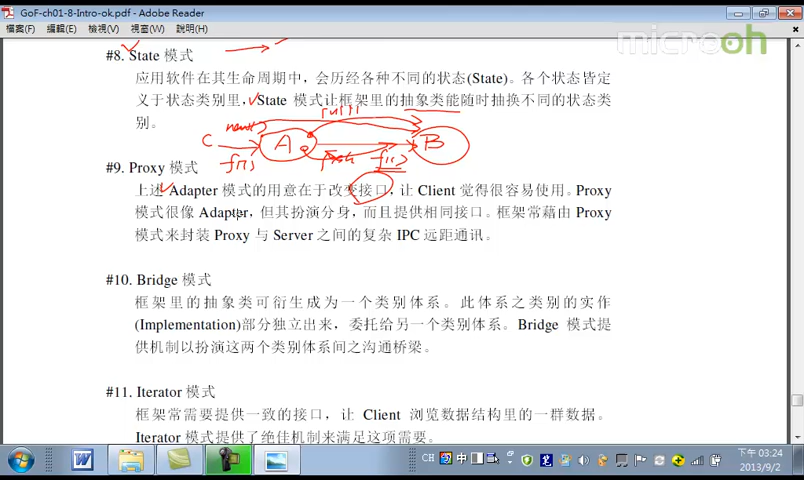 GoF-ch01-8-Intro-ok.pdf - Adobe Reader
檔案(F) 編輯(E) 檢視(V) 視窗(W) 說明(H)
microoh
#8. State 模式
应用软件在其生命周期中，会历经各种不同的状态(State)。各个状态皆定
义于状态类别里，State 模式让框架里的抽象类能随时抽换不同的状态类
别。
C A B
f1()
#9. Proxy 模式
上述 Adapter 模式的用意在于改变接口，让 Client 觉得很容易使用。Proxy
模式很像 Adapter，但其扮演分身，而且提供相同接口。框架常藉由 Proxy
模式来封装 Proxy 与 Server 之间的复杂 IPC 远距通讯。
#10. Bridge 模式
框架里的抽象类可衍生成为一个类别体系。此体系之类别的实作
(Implementation)部分独立出来，委托给另一个类别体系。Bridge 模式提
供机制以扮演这两个类别体系间之沟通桥梁。
#11. Iterator 模式
框架常需要提供一致的接口，让 Client 浏览数据结构里的一群数据。
Iterator 模式提供了绝佳机制来满足这项需要。
CH 中 下午 03:24
2013/9/2